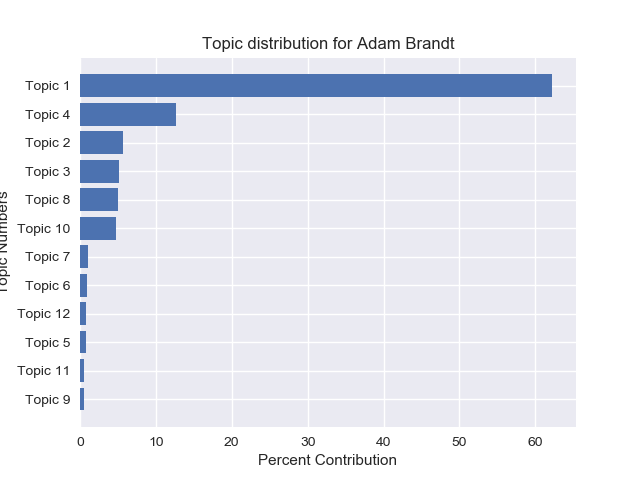 Topic distribution for Adam Brandt
Topic 1
Topic 4
Topic 2
Topic 3
Topic 8
Topic 10
Topic 7
Topic 6
Topic 12
Topic 5
Topic 11
Topic 9
Topic Numbers
0 10 20 30 40 50 60
Percent Contribution